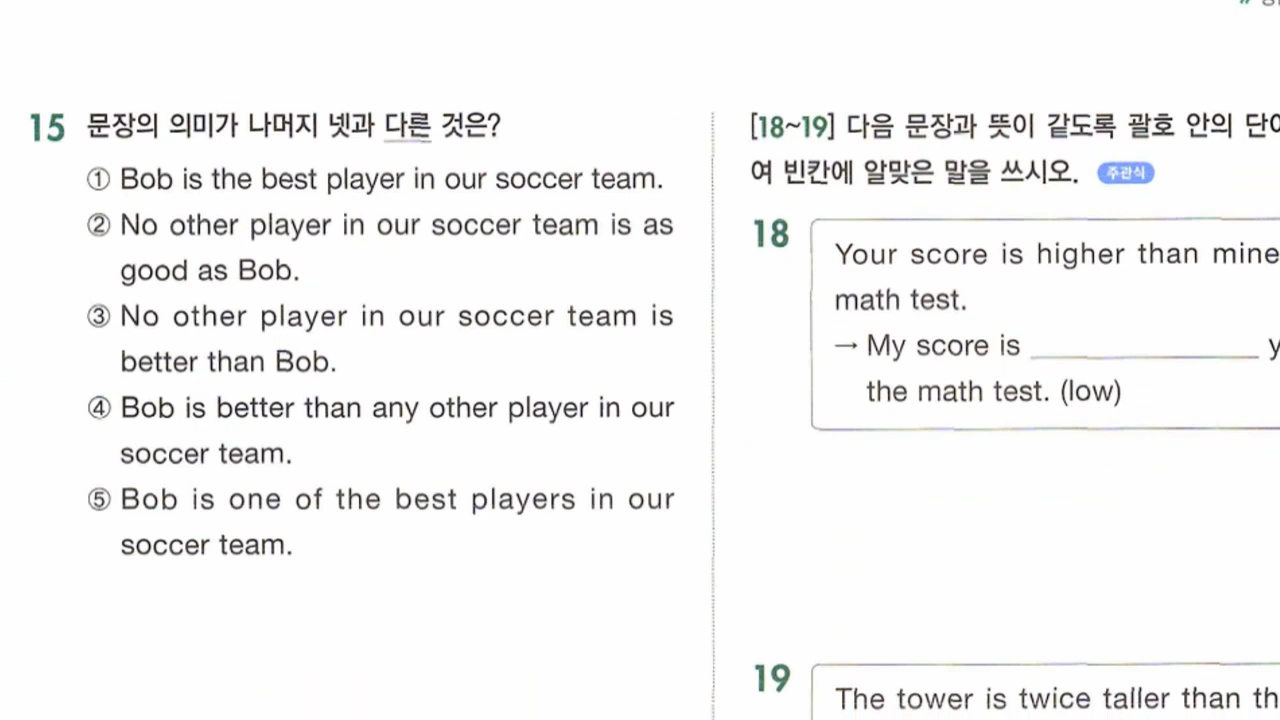 15 문장의 의미가 나머지 넷과 다른 것은?
① Bob is the best player in our soccer team.
② No other player in our soccer team is as
good as Bob.
③ No other player in our soccer team is
better than Bob.
④ Bob is better than any other player in our
soccer team.
⑤ Bob is one of the best players in our
soccer team.
[18~19] 다음 문장과 뜻이 같도록 괄호 안의
여 빈칸에 알맞은 말을 쓰시오. 주관식
18
Your score is higher than mine
math test.
→ My score is ____________
the math test. (low)
19
The tower is twice taller than